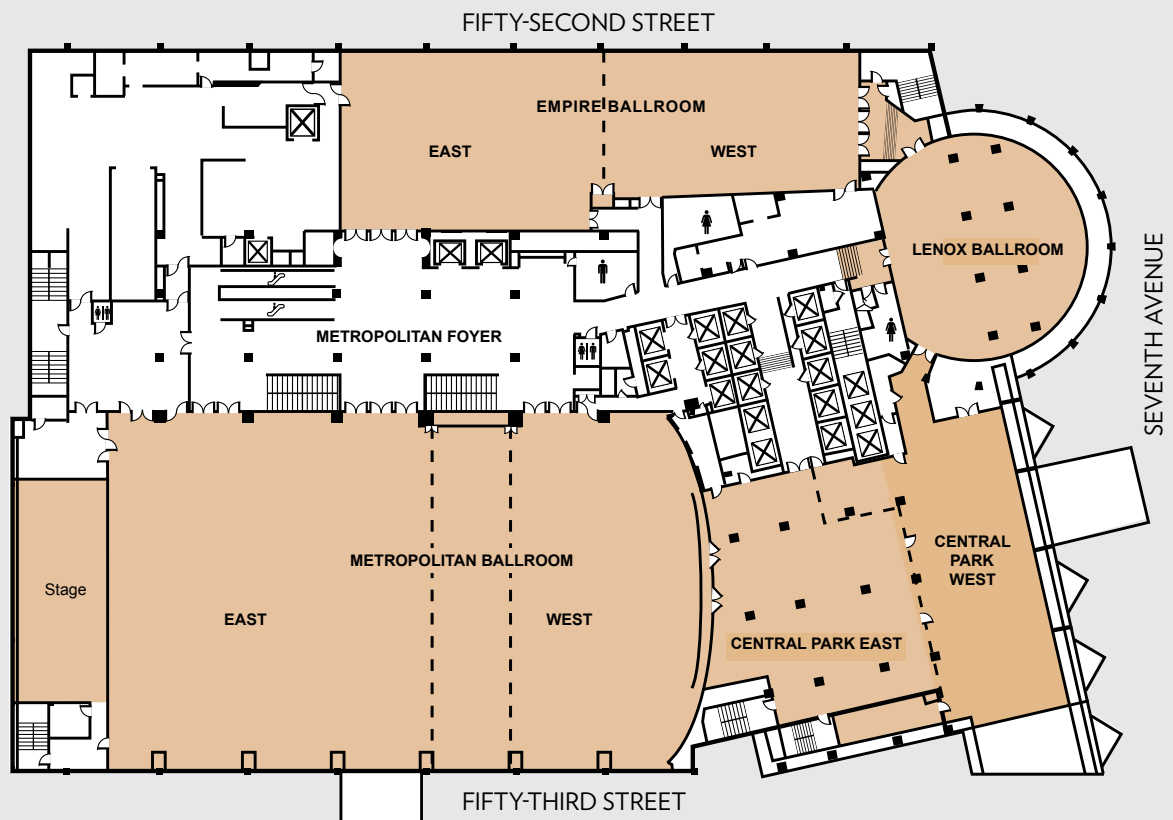 FIFTY-SECOND STREET
EMPIRE BALLROOM
EAST
WEST
LENOX BALLROOM
SEVENTH AVENUE
METROPOLITAN FOYER
METROPOLITAN BALLROOM
EAST
WEST
Stage
CENTRAL
PARK
WEST
CENTRAL PARK EAST
FIFTY-THIRD STREET